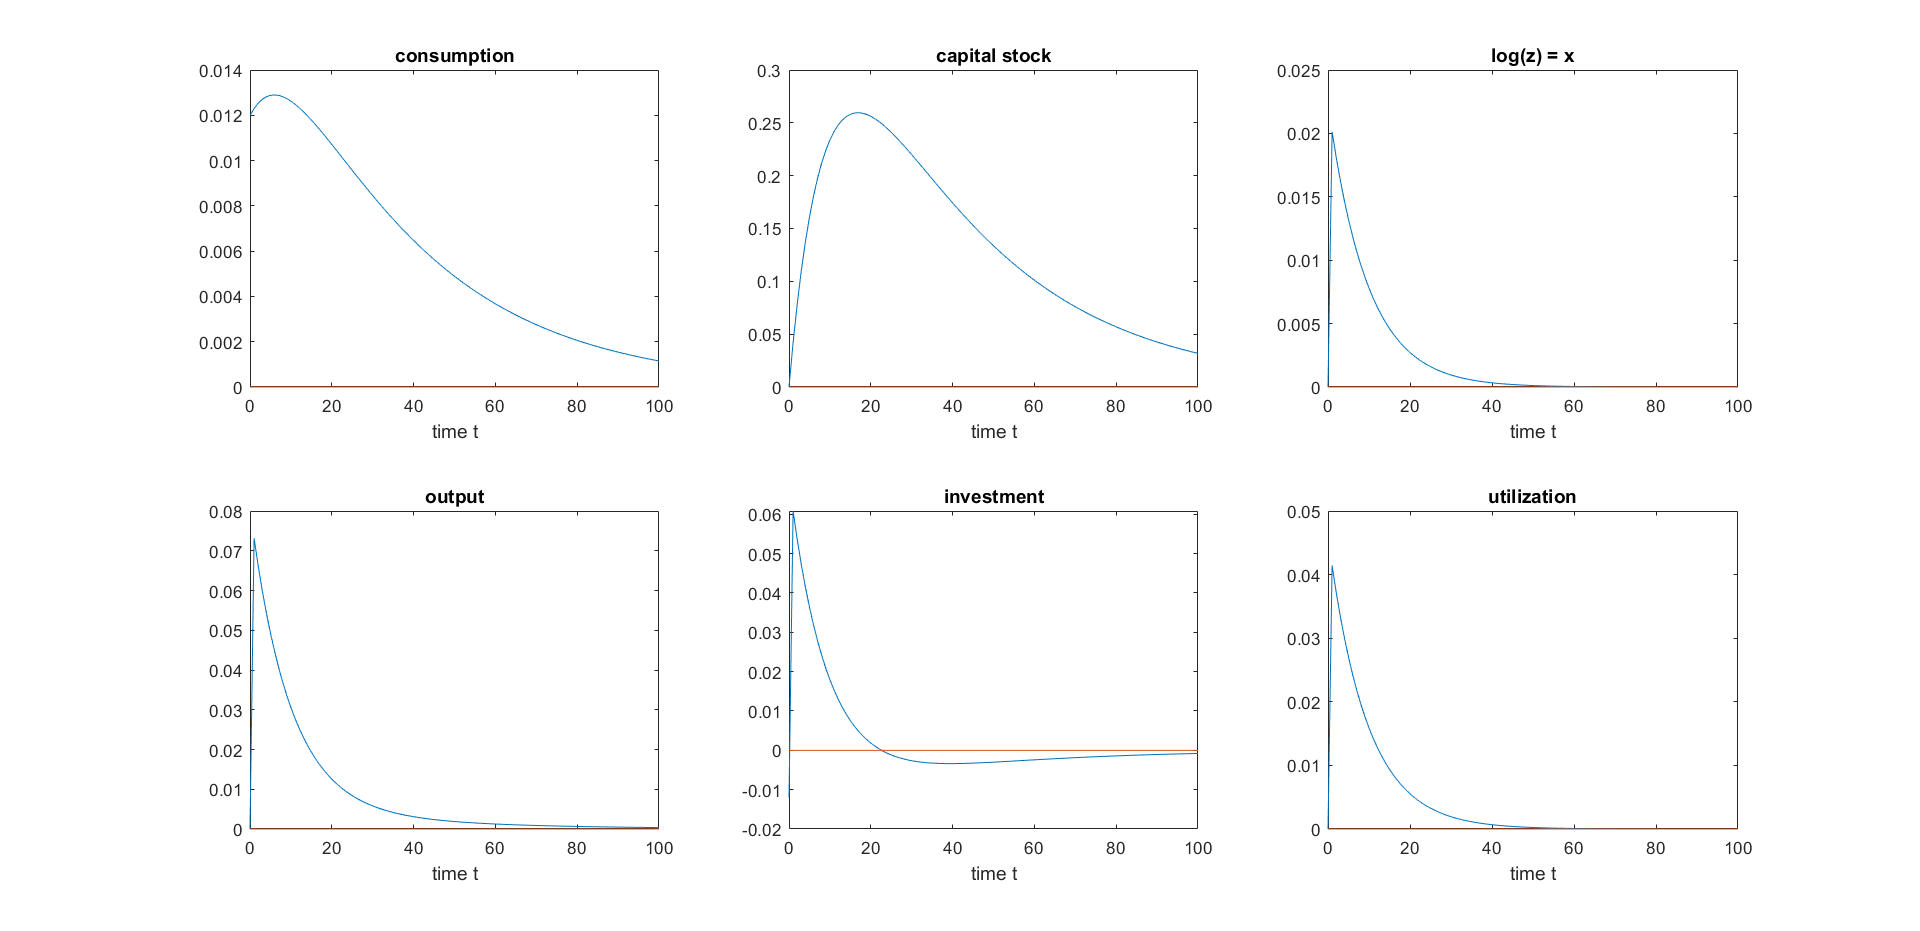 consumption
0.014
0.012
0.01
0.008
0.006
0.004
0.002
0
0 20 40 60 80 100
time t
capital stock
0.3
0.25
0.2
0.15
0.1
0.05
0
0 20 40 60 80 100
time t
log(z) = x
0.025
0.02
0.015
0.01
0.005
0
0 20 40 60 80 100
time t
output
0.08
0.07
0.06
0.05
0.04
0.03
0.02
0.01
0
0 20 40 60 80 100
time t
investment
0.06
0.05
0.04
0.03
0.02
0.01
0
-0.01
-0.02
0 20 40 60 80 100
time t
utilization
0.05
0.04
0.03
0.02
0.01
0
0 20 40 60 80 100
time t